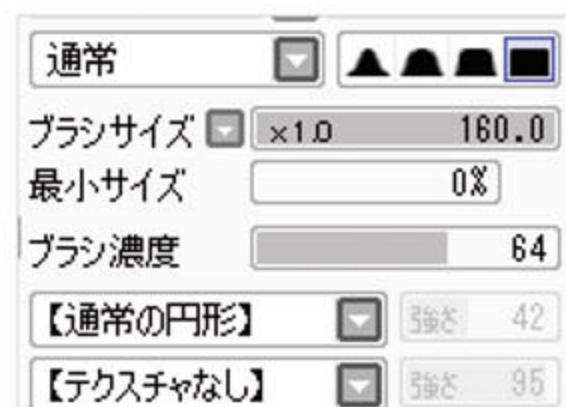 通常
ブラシサイズ ×1.0 160.0
最小サイズ 0%
ブラシ濃度 64
【通常の円形】 強さ 42
【テクスチャなし】 強さ 95